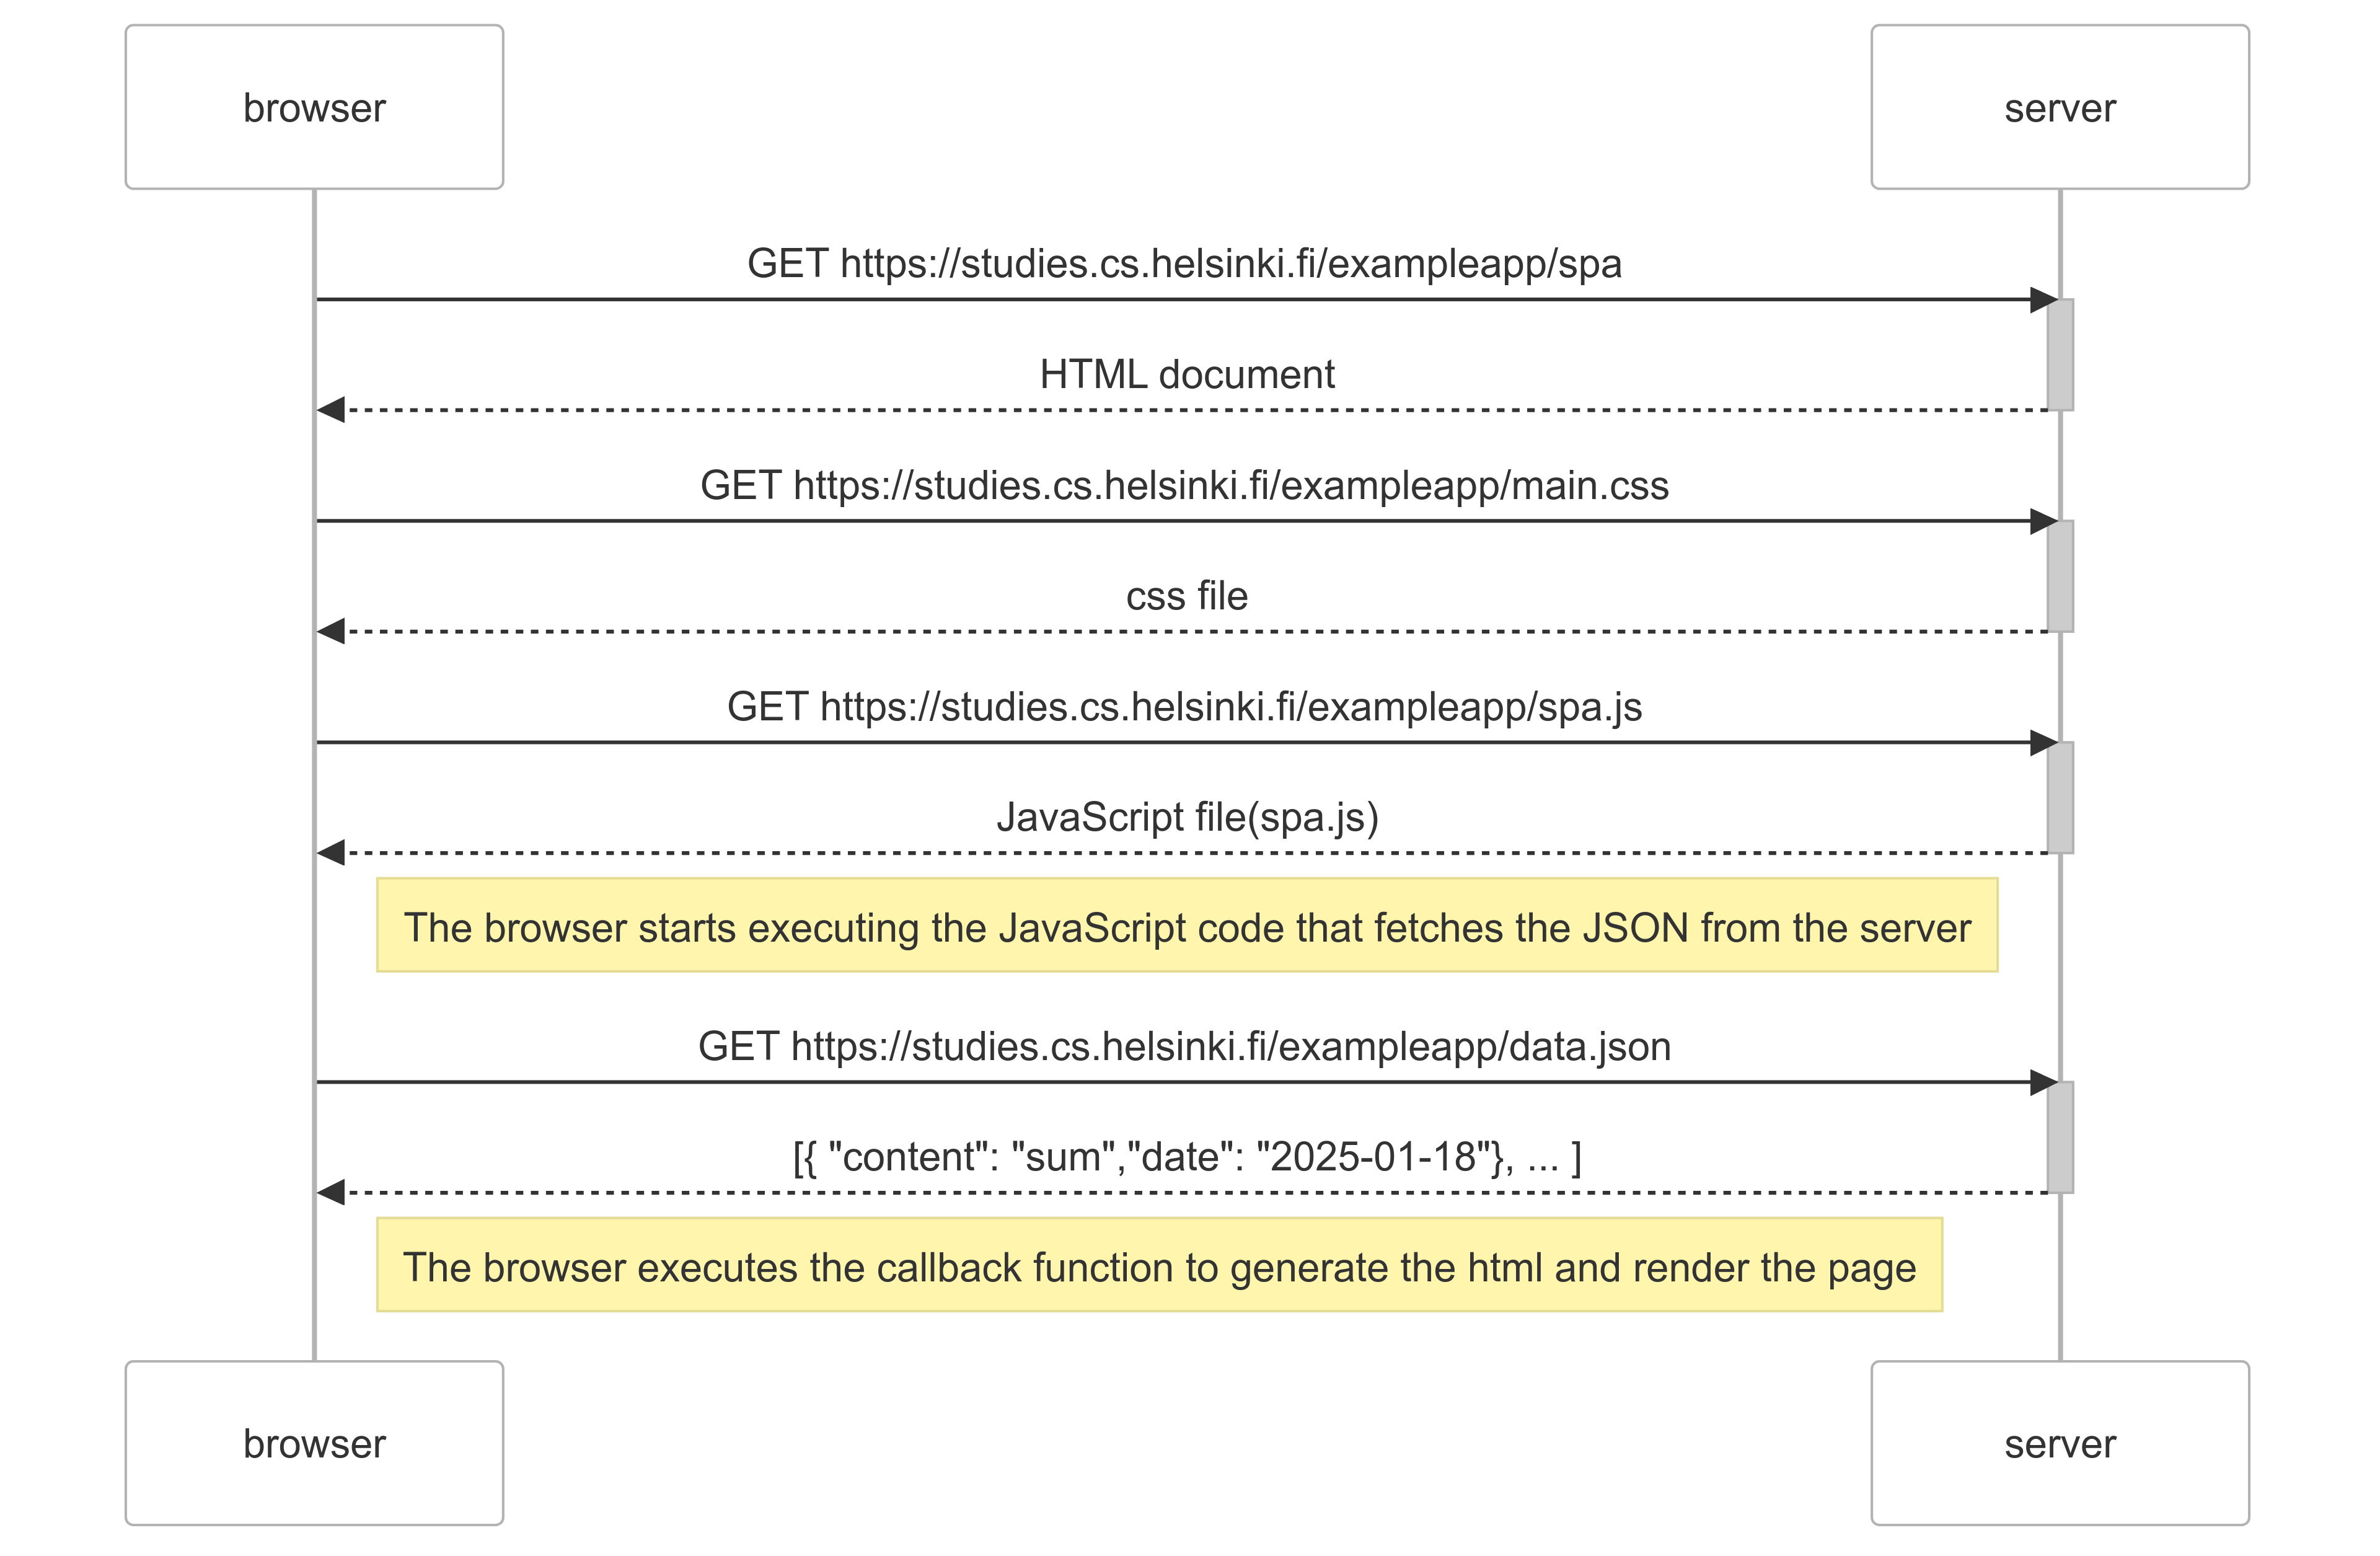 browser
server
GET https://studies.cs.helsinki.fi/exampleapp/spa
HTML document
GET https://studies.cs.helsinki.fi/exampleapp/main.css
css file
GET https://studies.cs.helsinki.fi/exampleapp/spa.js
JavaScript file(spa.js)
The browser starts executing the JavaScript code that fetches the JSON from the server
GET https://studies.cs.helsinki.fi/exampleapp/data.json
[{ "content": "sum","date": "2025-01-18"}, ... ]
The browser executes the callback function to generate the html and render the page
browser
server